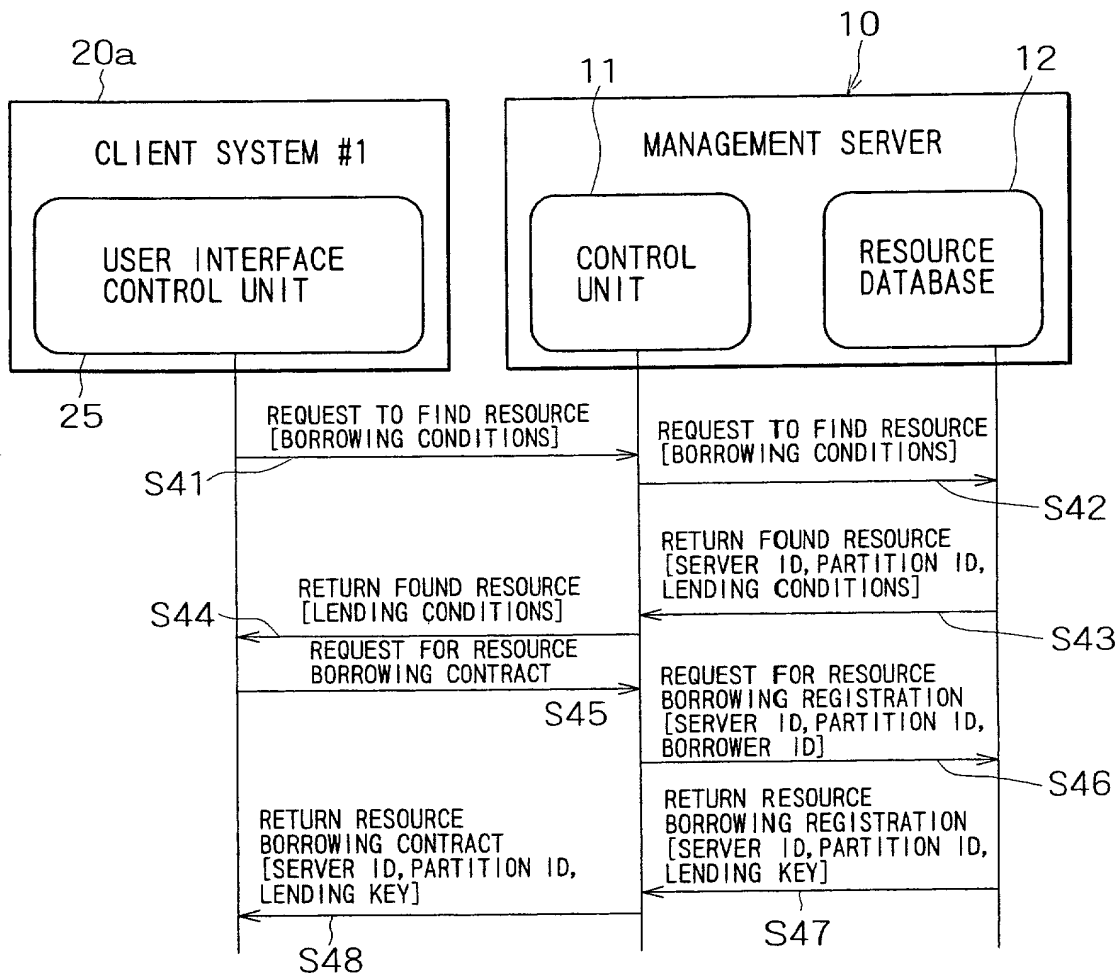 20a
10
11
12
CLIENT SYSTEM #1
MANAGEMENT SERVER
USER INTERFACE
CONTROL UNIT
CONTROL
UNIT
RESOURCE
DATABASE
25
REQUEST TO FIND RESOURCE
[BORROWING CONDITIONS]
S41
REQUEST TO FIND RESOURCE
[BORROWING CONDITIONS]
S42
RETURN FOUND RESOURCE
[SERVER ID, PARTITION ID,
LENDING CONDITIONS]
S43
RETURN FOUND RESOURCE
[LENDING CONDITIONS]
S44
REQUEST FOR RESOURCE
BORROWING CONTRACT
S45
REQUEST FOR RESOURCE
BORROWING REGISTRATION
[SERVER ID, PARTITION ID,
BORROWER ID]
S46
RETURN RESOURCE
BORROWING REGISTRATION
[SERVER ID, PARTITION ID,
LENDING KEY]
S47
RETURN RESOURCE
BORROWING CONTRACT
[SERVER ID, PARTITION ID,
LENDING KEY]
S48